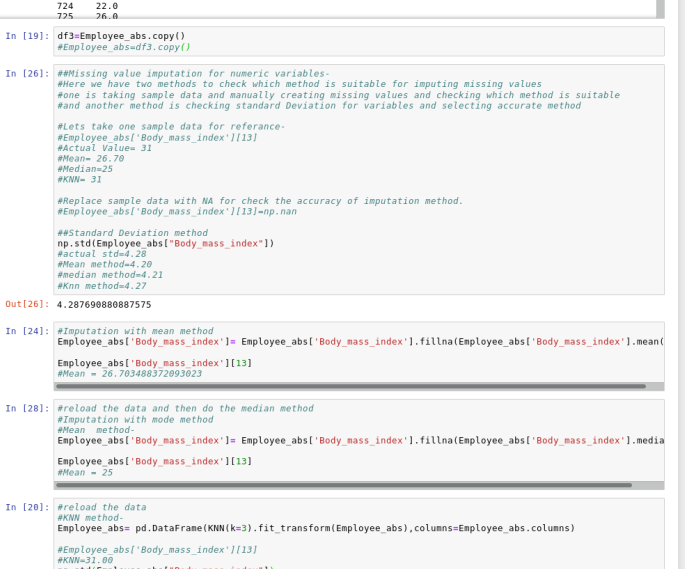 724    22.0
725    26.0
In [19]: df3=Employee_abs.copy()
#Employee_abs=df3.copy()
In [26]: ##Missing value imputation for numeric variables-
#Here we have two methods to check which method is suitable for imputing missing values
#one is taking sample data and manually creating missing values and checking which method is suitable
#and another method is checking standard Deviation for variables and selecting accurate method
#Lets take one sample data for referance-
#Employee_abs['Body_mass_index'][13]
#Actual Value= 31
#Mean= 26.70
#Median=25
#KNN= 31
#Replace sample data with NA for check the accuracy of imputation method.
#Employee_abs['Body_mass_index'][13]=np.nan
##Standard Deviation method
np.std(Employee_abs["Body_mass_index"])
#actual std=4.28
#Mean method=4.20
#median method=4.21
#Knn method=4.27
Out[26]: 4.287690880887575
In [24]: #Imputation with mean method
Employee_abs['Body_mass_index']= Employee_abs['Body_mass_index'].fillna(Employee_abs['Body_mass_index'].mean(
Employee_abs['Body_mass_index'][13]
#Mean = 26.703488372093023
In [28]: #reload the data and then do the median method
#Imputation with mode method
#Mean  method-
Employee_abs['Body_mass_index']= Employee_abs['Body_mass_index'].fillna(Employee_abs['Body_mass_index'].media
Employee_abs['Body_mass_index'][13]
#Mean = 25
In [20]: #reload the data
#KNN method-
Employee_abs= pd.DataFrame(KNN(k=3).fit_transform(Employee_abs),columns=Employee_abs.columns)
#Employee_abs['Body_mass_index'][13]
#KNN=31.00